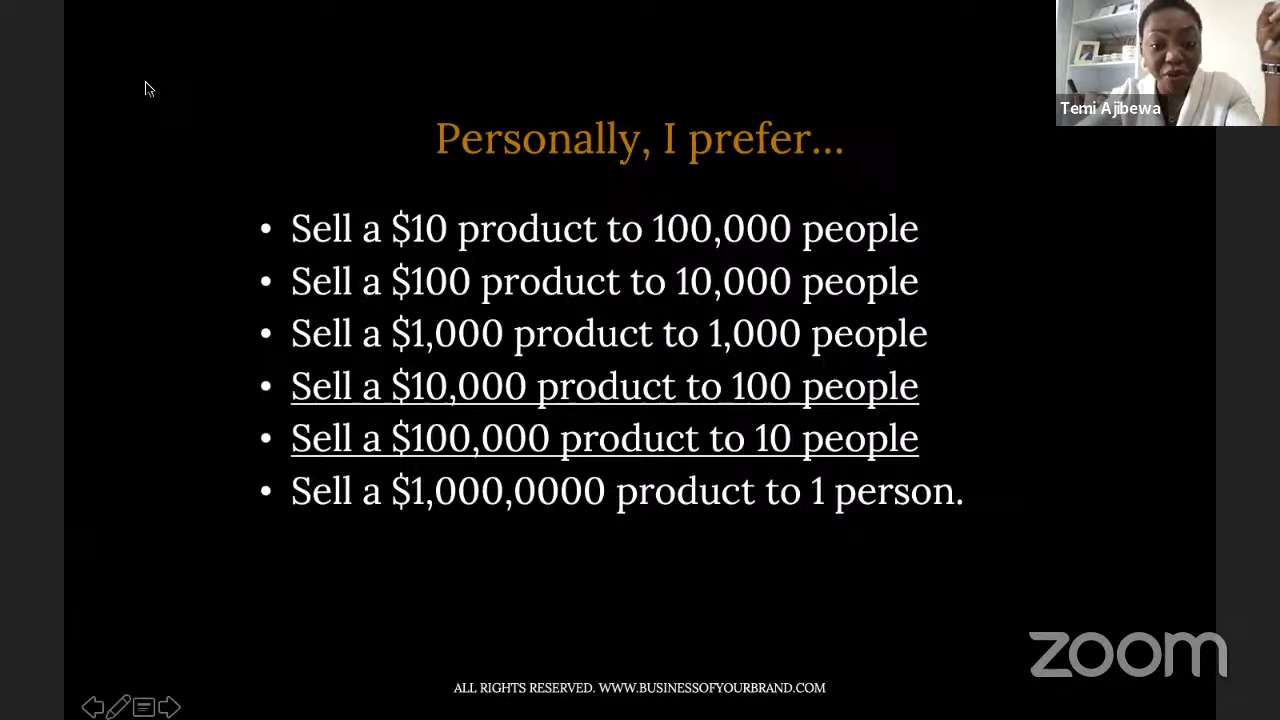 Temi Ajibewa
Personally, I prefer...
• Sell a $10 product to 100,000 people
• Sell a $100 product to 10,000 people
• Sell a $1,000 product to 1,000 people
• Sell a $10,000 product to 100 people
• Sell a $100,000 product to 10 people
• Sell a $1,000,0000 product to 1 person.
zoom
ALL RIGHTS RESERVED. WWW.BUSINESSOFYOURBRAND.COM